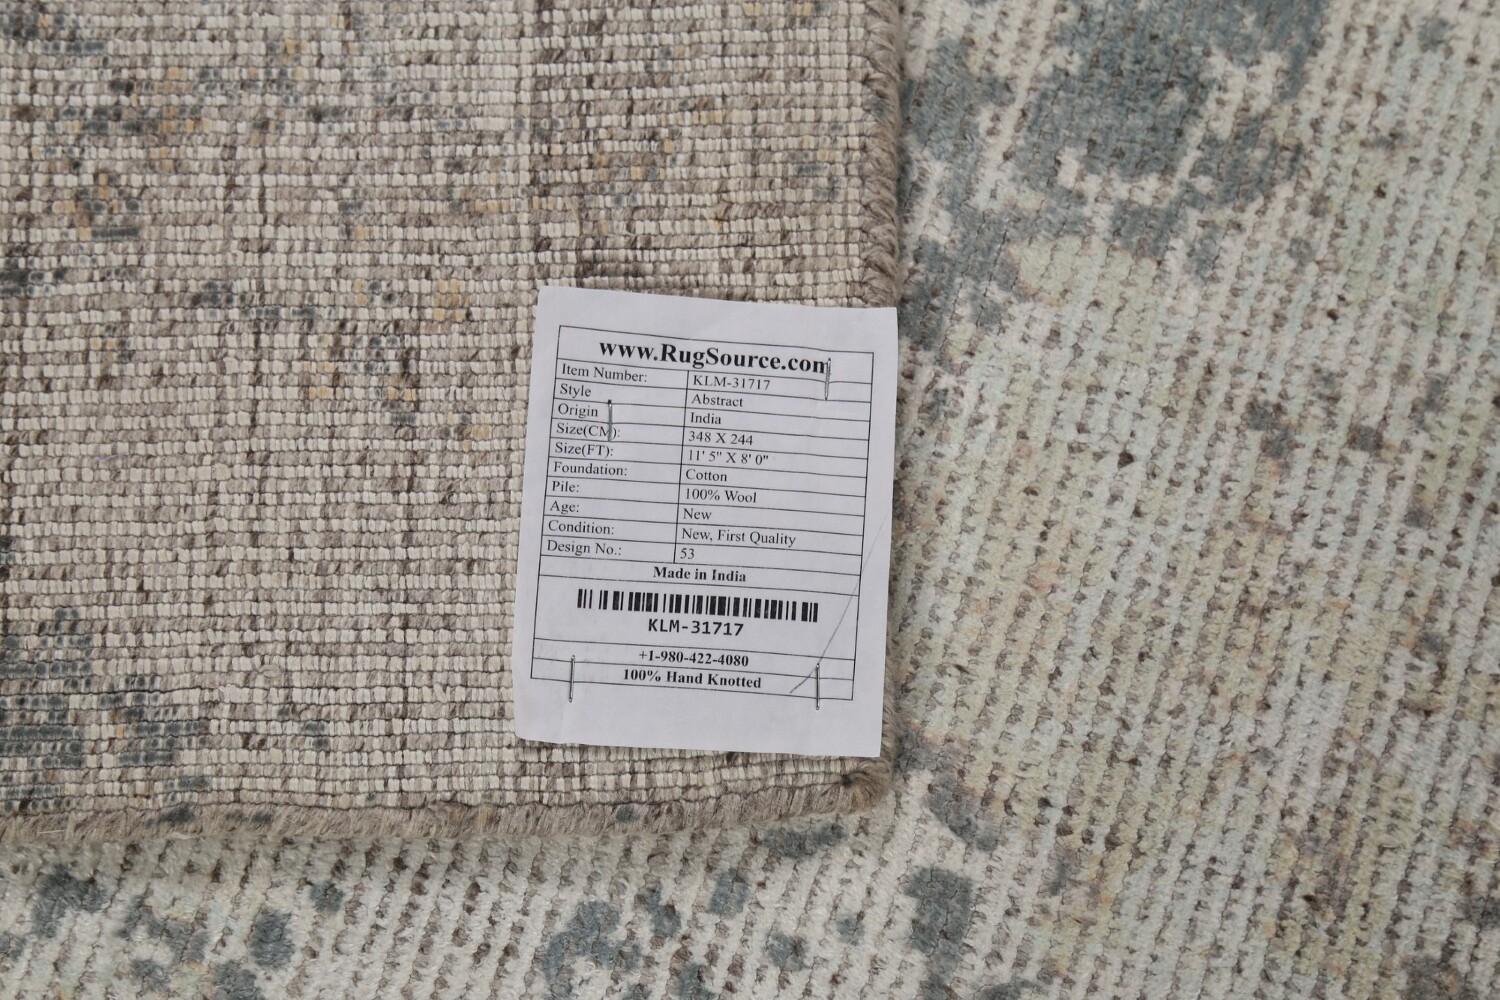 www.RugSource.com
Item Number: KLM-31717
Style Abstract
Origin India
Size(CM): 348 X 244
Size(FT): 11' 5" X 8' 0"
Foundation: Cotton
Pile: 100% Wool
Age: New
Condition: New, First Quality
Design No.: 53
Made in India
KLM-31717
+1-980-422-4080
100% Hand Knotted